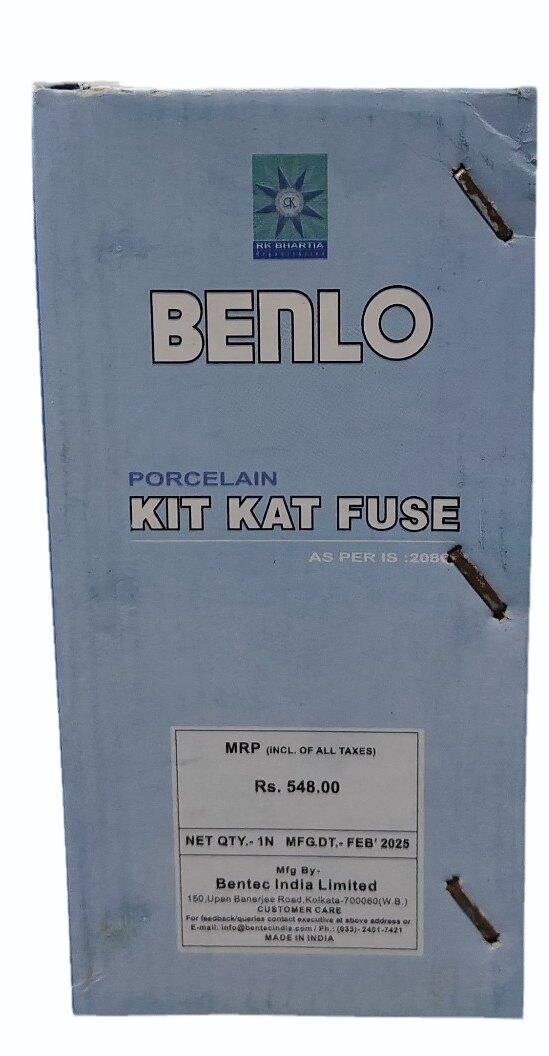 RK
RK BHARTIA
Organisation
BENLO
PORCELAIN
KIT KAT FUSE
AS PER IS :2086
MRP (INCL. OF ALL TAXES)
Rs. 548.00
NET QTY.- 1N MFG.DT.- FEB' 2025
Mfg By-
Bentec India Limited
150,Upen Banerjee Road,Kolkata-700060(W.B.)
CUSTOMER CARE
For feedback/queries contact executive at above address or
E-mail: info@bentecindia.com / Ph.: (033)- 2401-7421
MADE IN INDIA